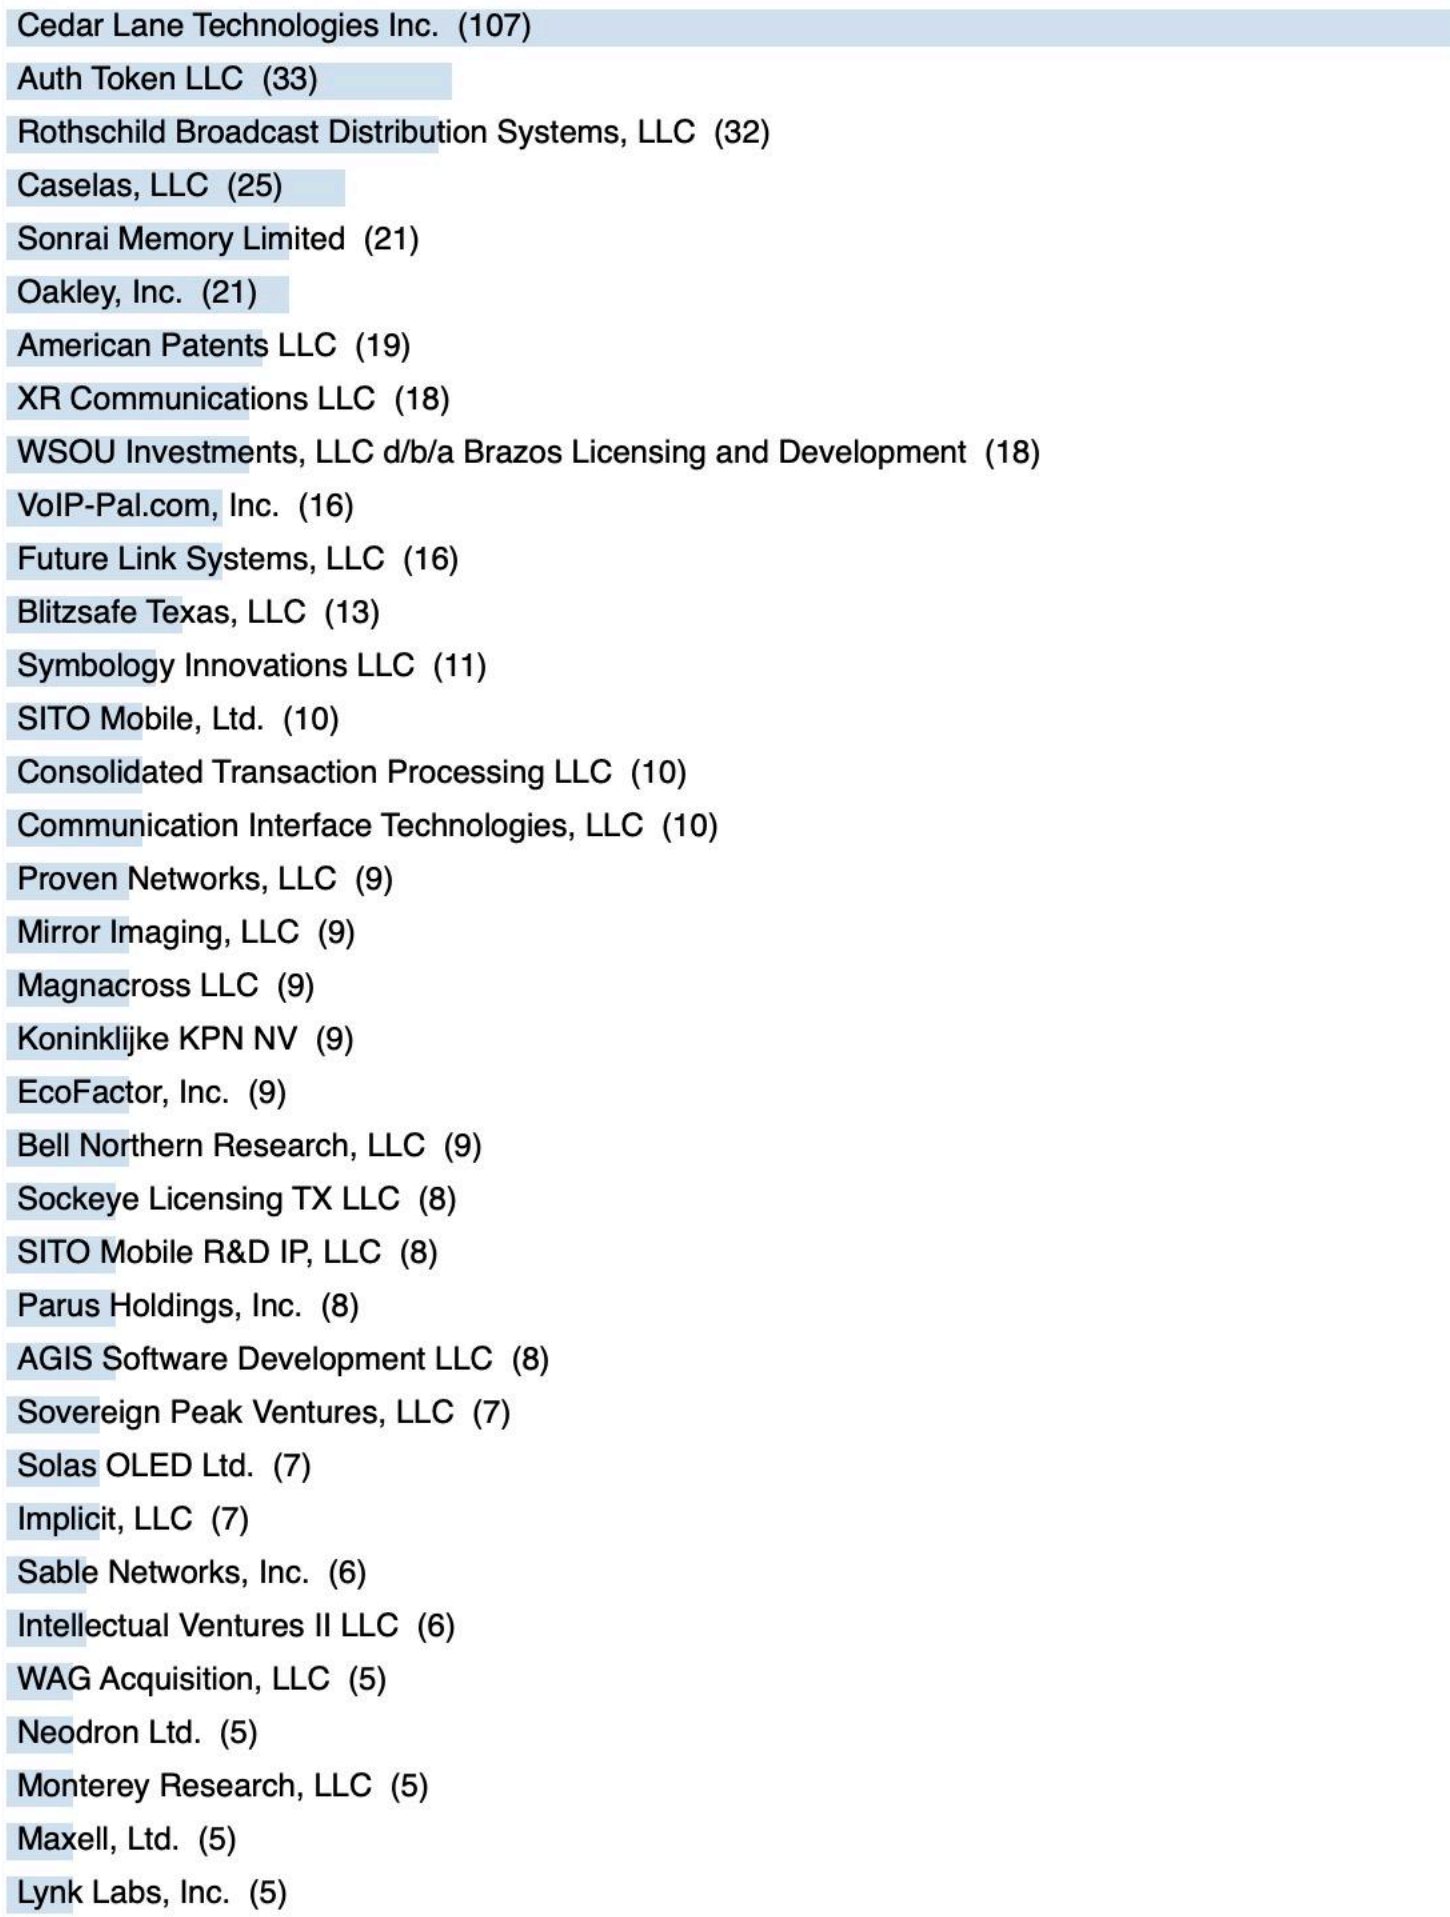 Cedar Lane Technologies Inc. (107)
Auth Token LLC (33)
Rothschild Broadcast Distribution Systems, LLC (32)
Caselas, LLC (25)
Sonrai Memory Limited (21)
Oakley, Inc. (21)
American Patents LLC (19)
XR Communications LLC (18)
WSOU Investments, LLC d/b/a Brazos Licensing and Development (18)
VoIP-Pal.com, Inc. (16)
Future Link Systems, LLC (16)
Blitzsafe Texas, LLC (13)
Symbology Innovations LLC (11)
SITO Mobile, Ltd. (10)
Consolidated Transaction Processing LLC (10)
Communication Interface Technologies, LLC (10)
Proven Networks, LLC (9)
Mirror Imaging, LLC (9)
Magnacross LLC (9)
Koninklijke KPN NV (9)
EcoFactor, Inc. (9)
Bell Northern Research, LLC (9)
Sockeye Licensing TX LLC (8)
SITO Mobile R&D IP, LLC (8)
Parus Holdings, Inc. (8)
AGIS Software Development LLC (8)
Sovereign Peak Ventures, LLC (7)
Solas OLED Ltd. (7)
Implicit, LLC (7)
Sable Networks, Inc. (6)
Intellectual Ventures II LLC (6)
WAG Acquisition, LLC (5)
Neodron Ltd. (5)
Monterey Research, LLC (5)
Maxell, Ltd. (5)
Lynk Labs, Inc. (5)